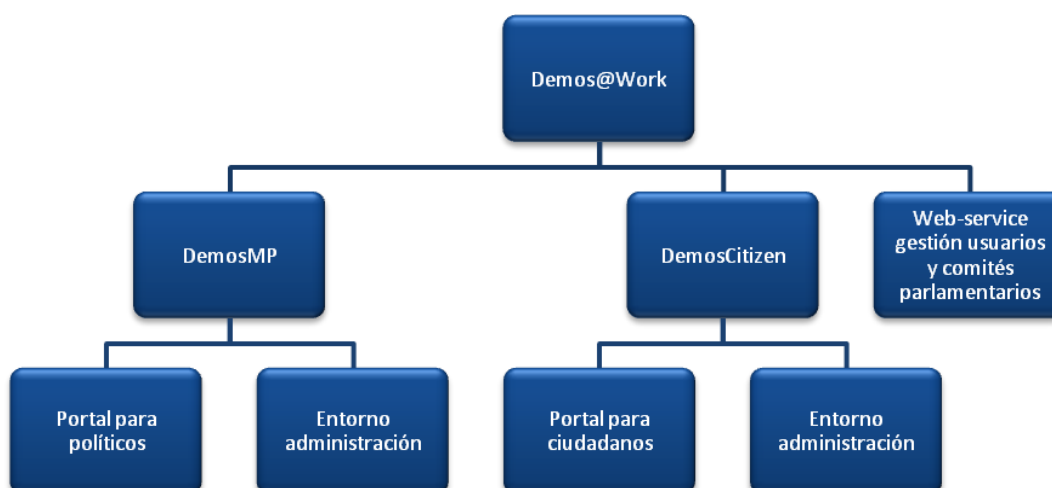 Demos@Work
DemosMP
DemosCitizen
Web-service
gestión usuarios
y comités
parlamentarios
Portal para
políticos
Entorno
administración
Portal para
ciudadanos
Entorno
administración